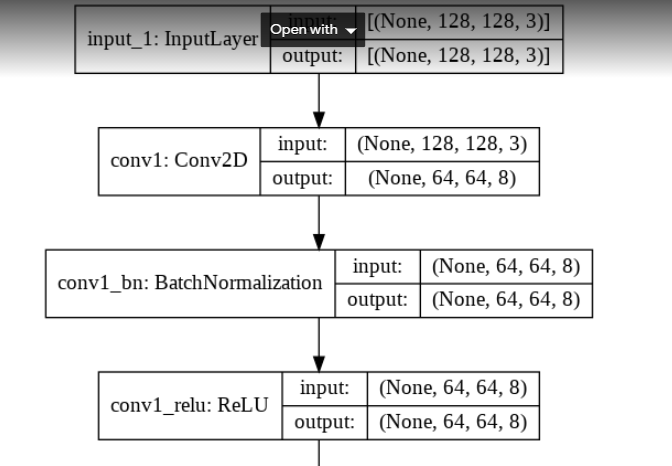 Open with
input_1: InputLayer
input:
[(None, 128, 128, 3)]
output:
[(None, 128, 128, 3)]
conv1: Conv2D
input:
(None, 128, 128, 3)
output:
(None, 64, 64, 8)
conv1_bn: BatchNormalization
input:
(None, 64, 64, 8)
output:
(None, 64, 64, 8)
conv1_relu: ReLU
input:
(None, 64, 64, 8)
output:
(None, 64, 64, 8)